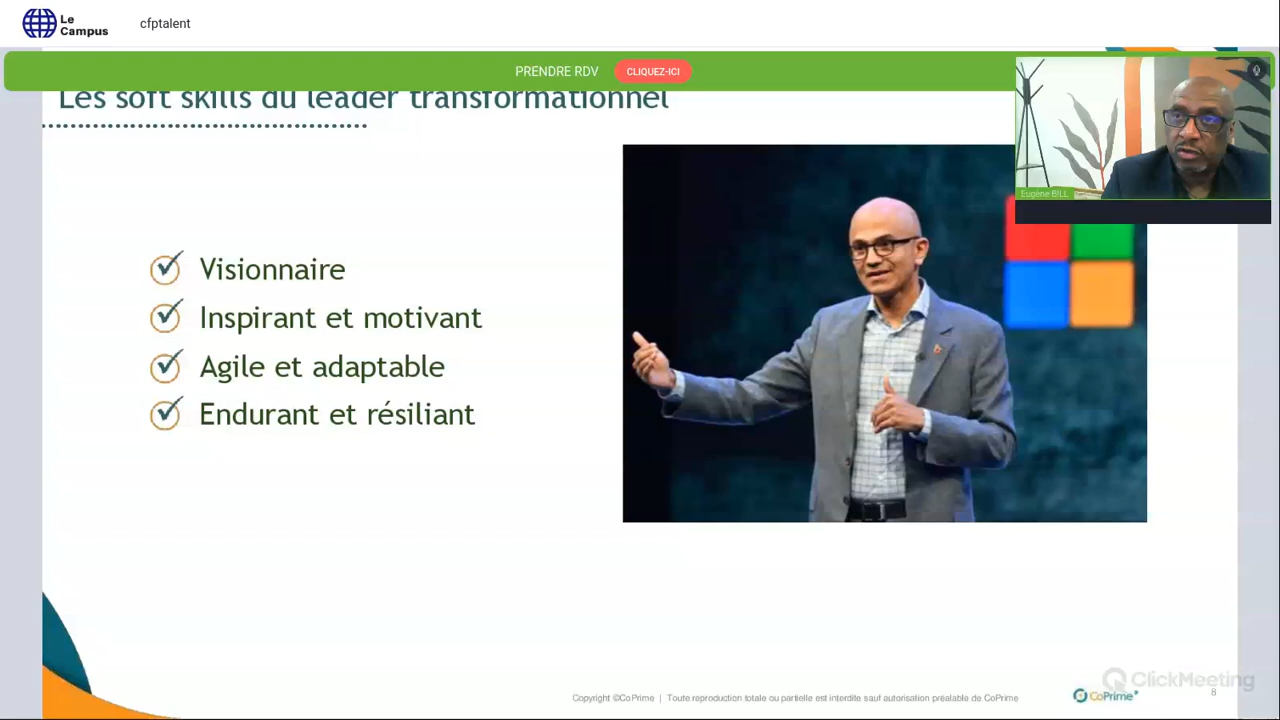 Le
Campus
cfptalent
PRENDRE RDV CLIQUEZ-ICI
Les soft skills du leader transformationnel
Eugène BILL
Visionnaire
Inspirant et motivant
Agile et adaptable
Endurant et résiliant
ClickMeeting
Copyright ©CoPrime | Toute reproduction totale ou partielle est interdite sauf autorisation préalable de CoPrime
CoPrime
8